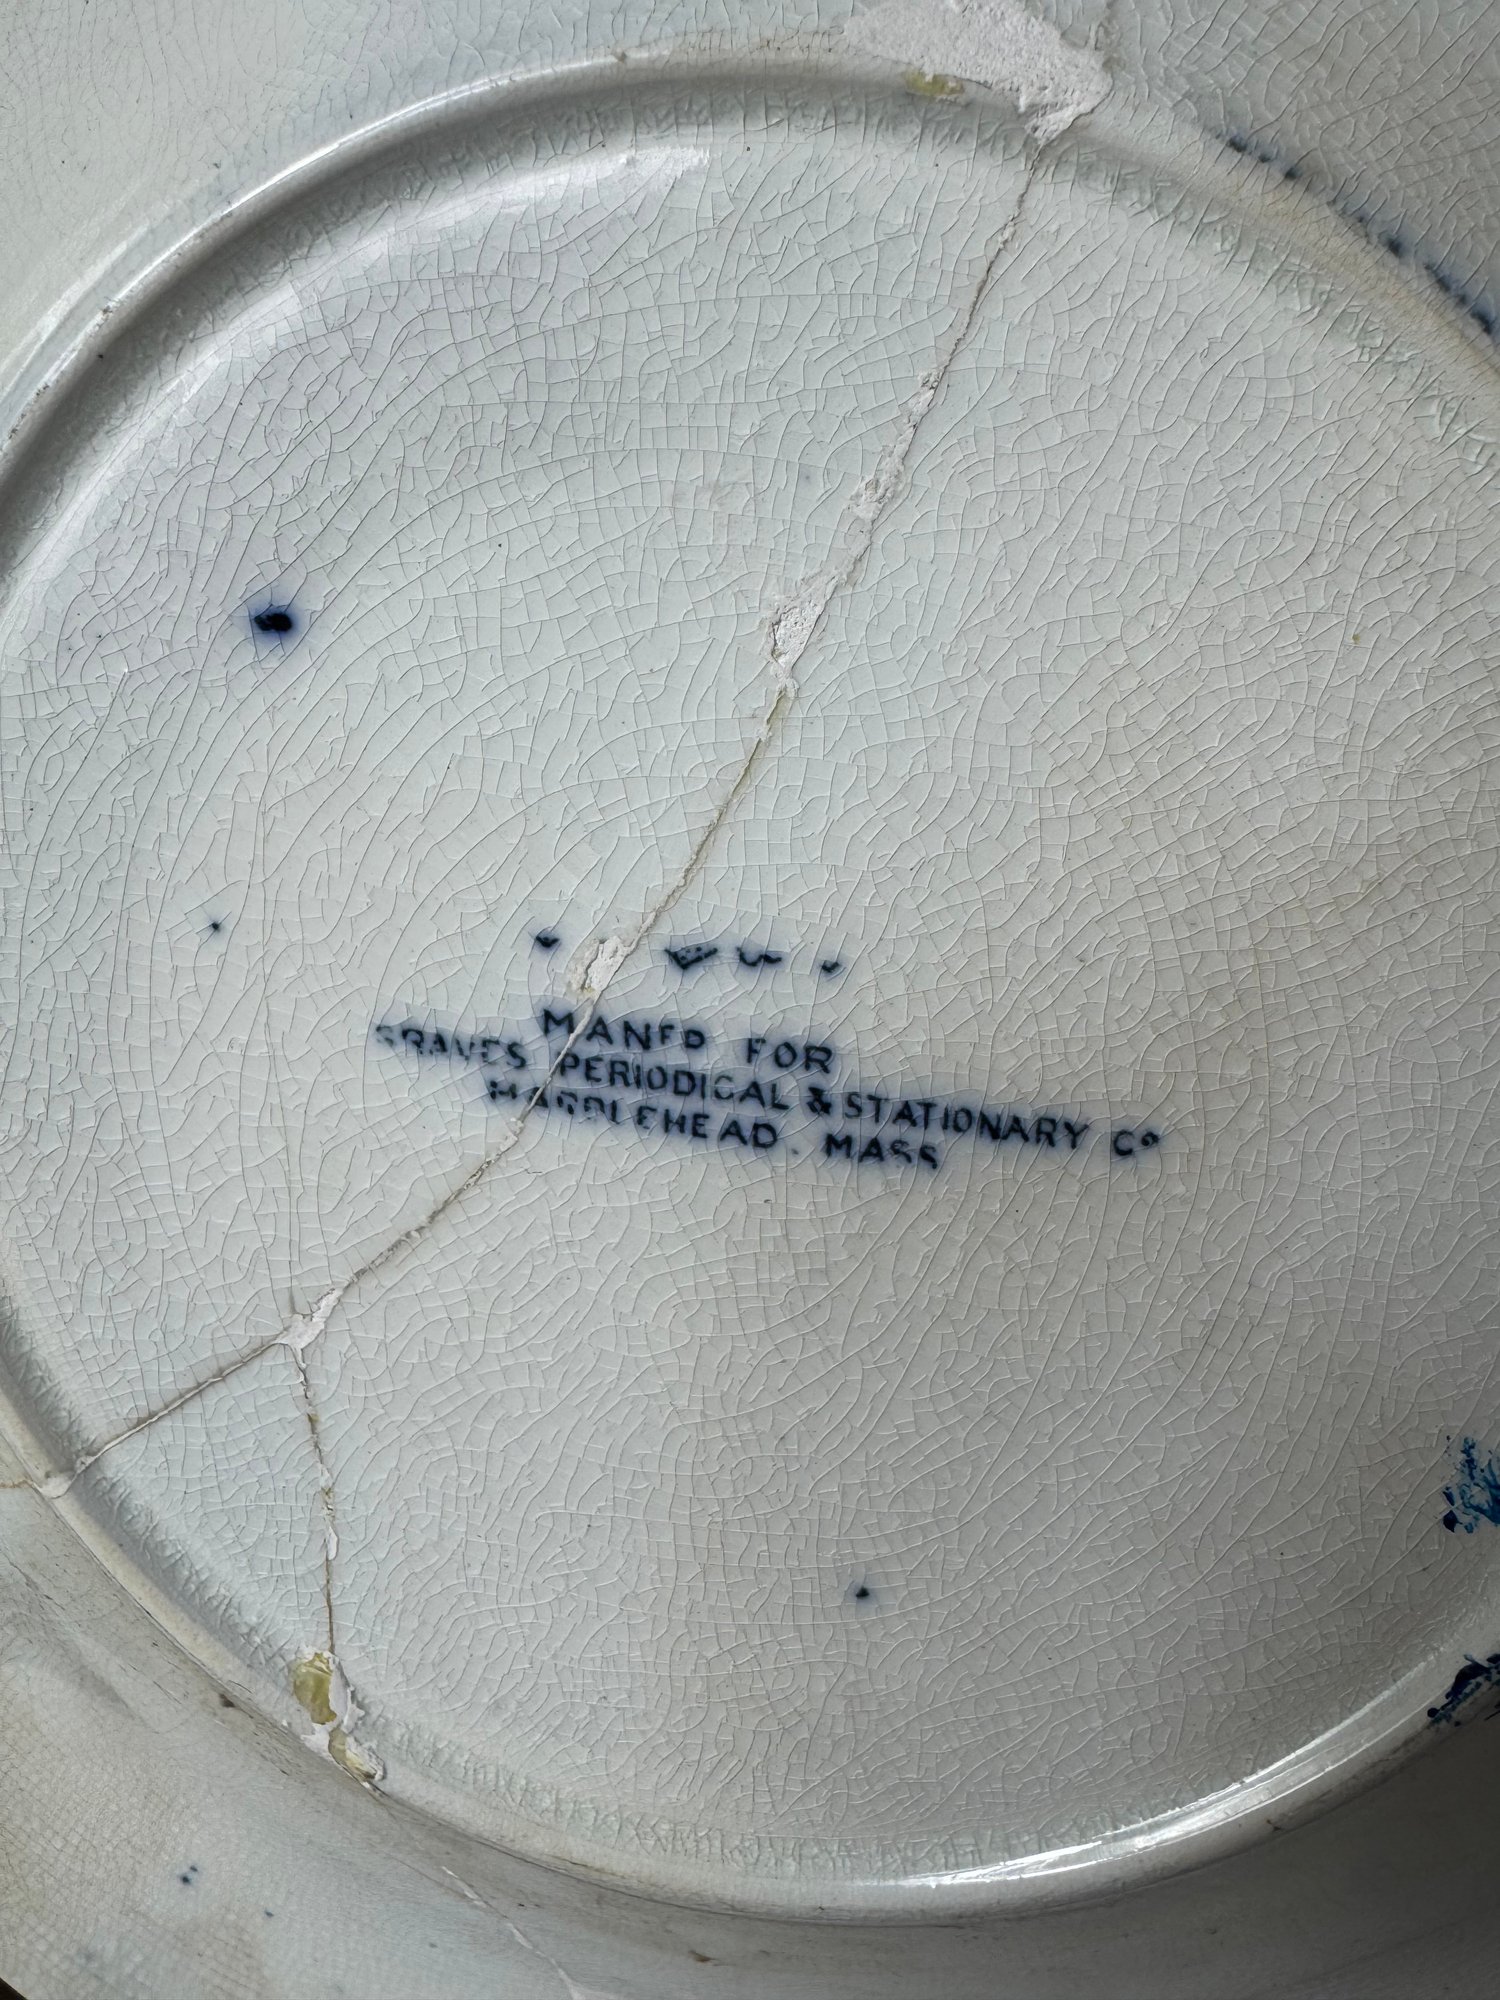 MANFD FOR
GRAVES PERIODICAL & STATIONARY Cº
MARBLEHEAD. MASS